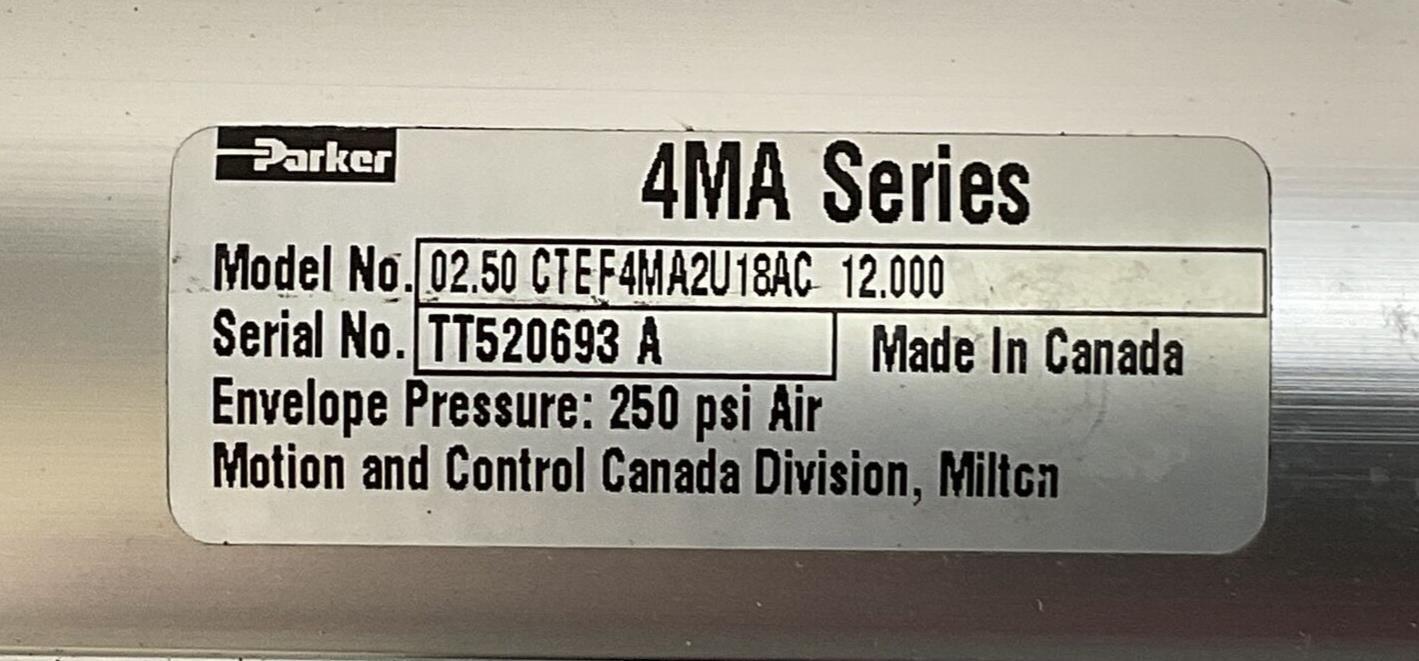 Parker
4MA Series
Model No. 02.50 CTEF4MA2U18AC 12.000
Serial No. TT520693 A Made In Canada
Envelope Pressure: 250 psi Air
Motion and Control Canada Division, Milton